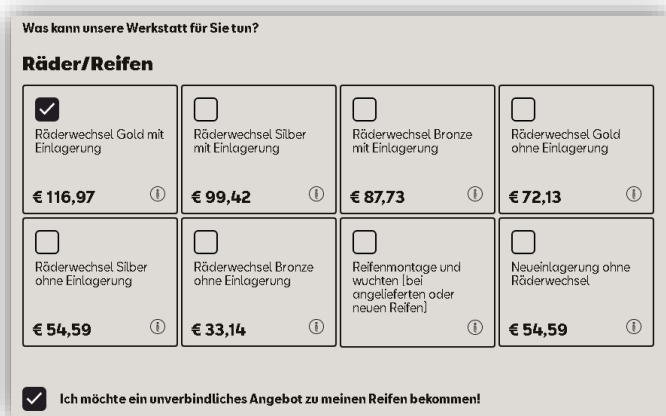 Was kann unsere Werkstatt für Sie tun?
Räder/Reifen
Räderwechsel Gold mit
Einlagerung
€ 116,97
Räderwechsel Silber
mit Einlagerung
€ 99,42
Räderwechsel Bronze
mit Einlagerung
€ 87,73
Räderwechsel Gold
ohne Einlagerung
€ 72,13
Räderwechsel Silber
ohne Einlagerung
€ 54,59
Räderwechsel Bronze
ohne Einlagerung
€ 33,14
Reifenmontage und
wuchten [bei
angelieferten oder
neuen Reifen]
Neueinlagerung ohne
Räderwechsel
€ 54,59
Ich möchte ein unverbindliches Angebot zu meinen Reifen bekommen!